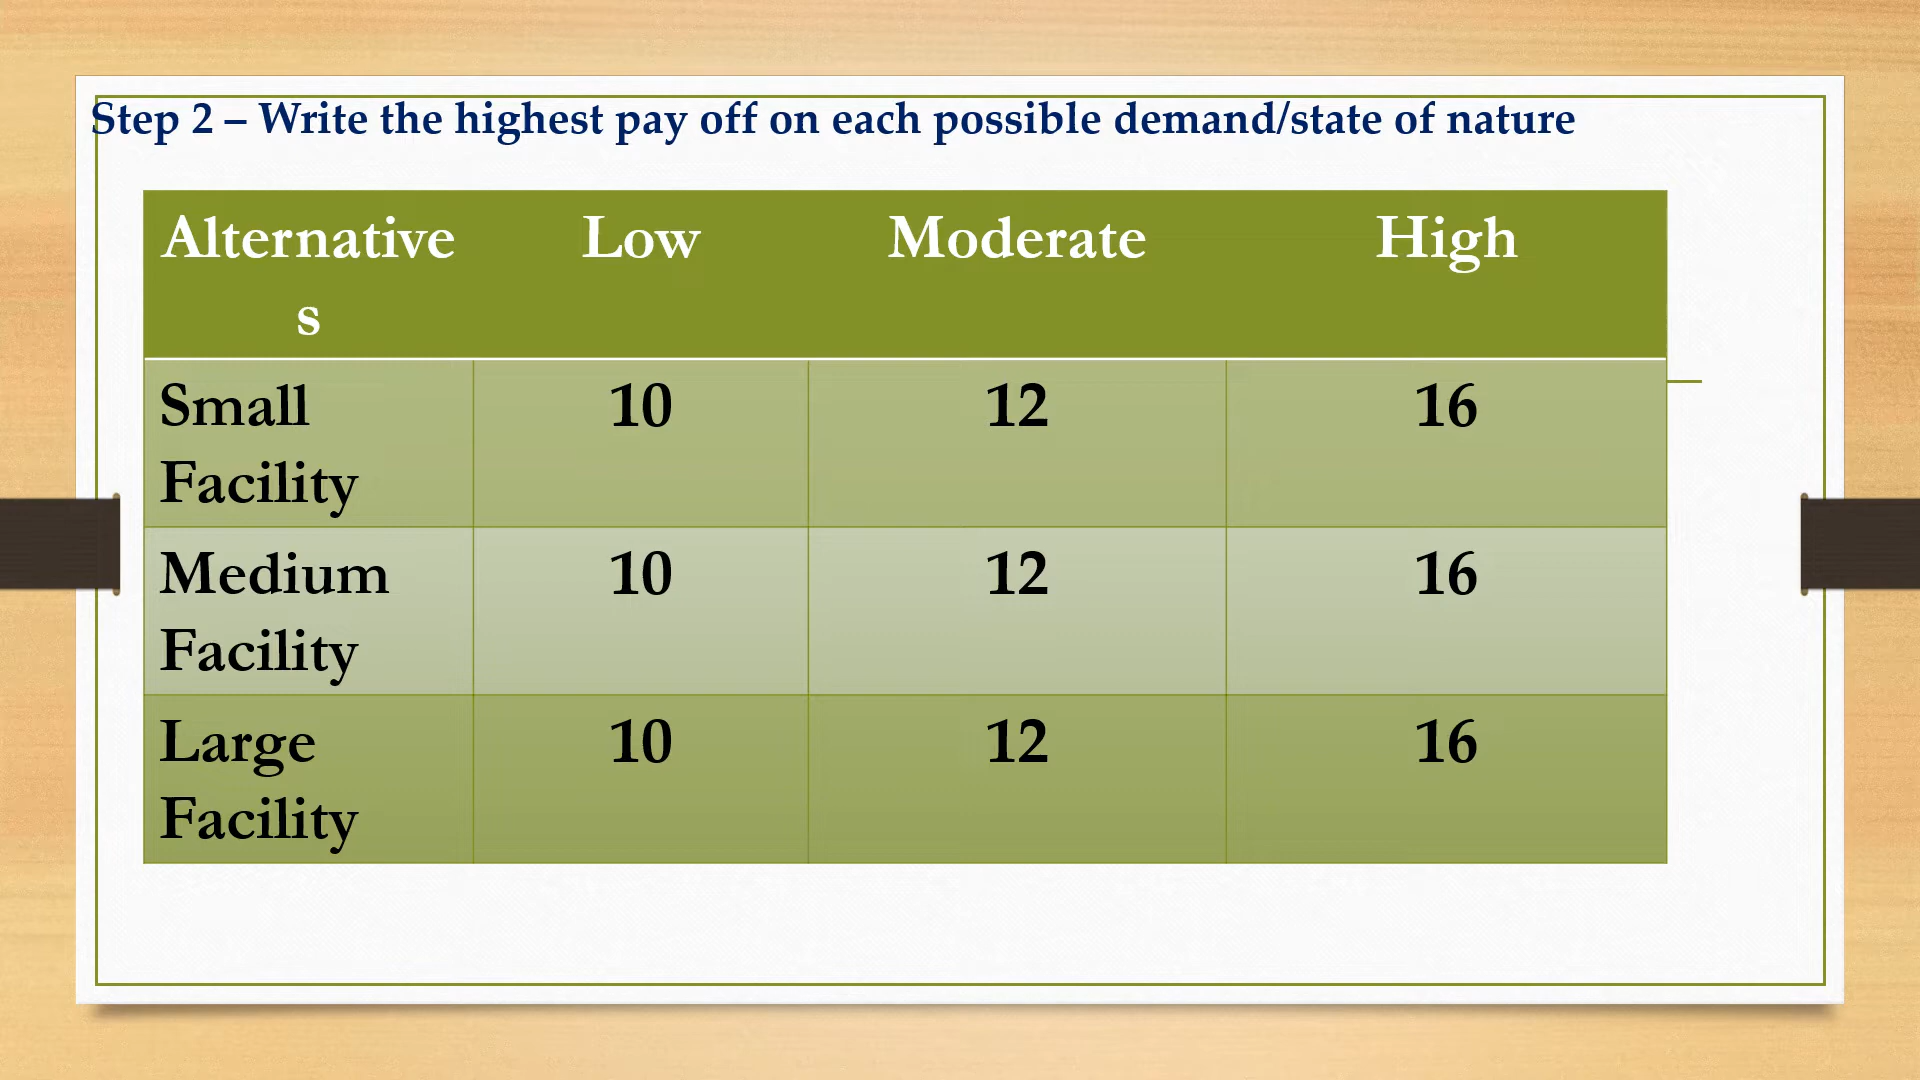 Step 2 – Write the highest pay off on each possible demand/state of nature
Alternative Low Moderate High
s
Small 10 12 16
Facility
Medium 10 12 16
Facility
Large 10 12 16
Facility